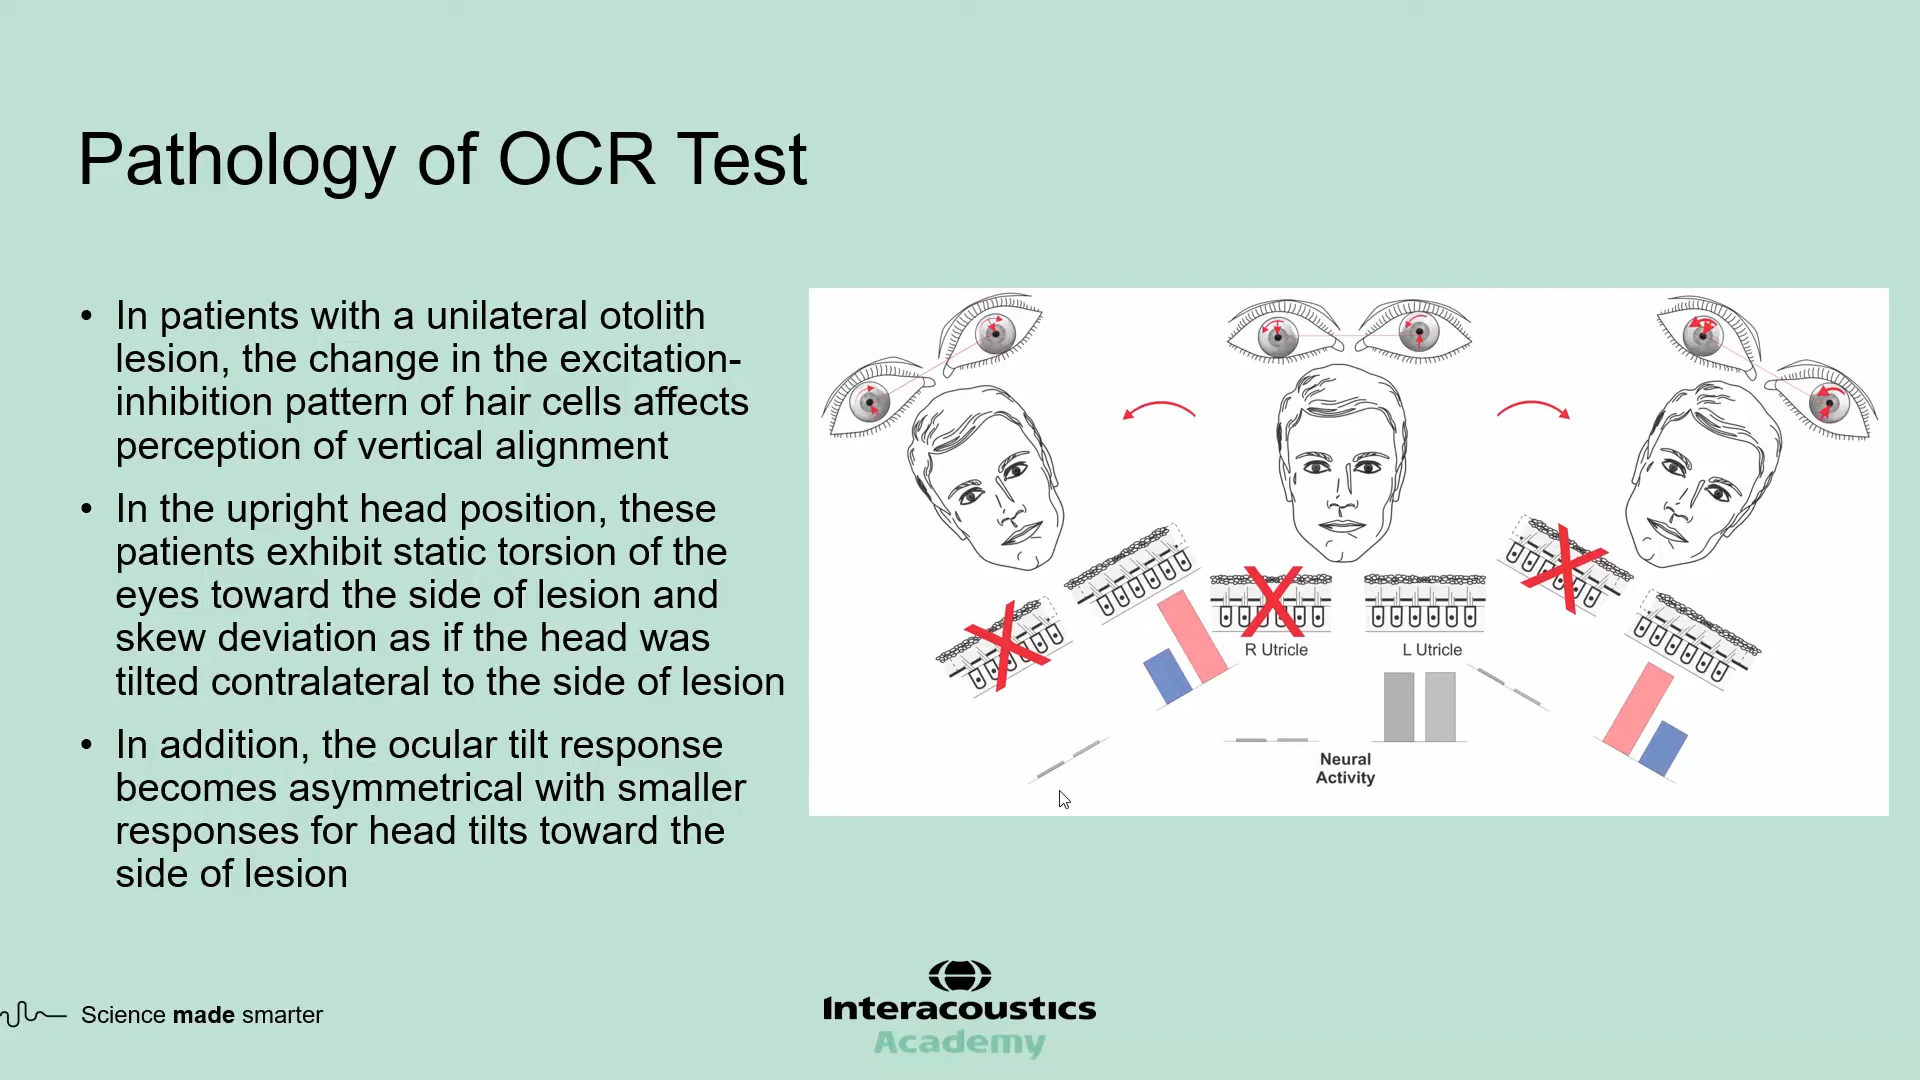 Pathology of OCR Test
• In patients with a unilateral otolith
lesion, the change in the excitation-
inhibition pattern of hair cells affects
perception of vertical alignment
• In the upright head position, these
patients exhibit static torsion of the
eyes toward the side of lesion and
skew deviation as if the head was
tilted contralateral to the side of lesion
• In addition, the ocular tilt response
becomes asymmetrical with smaller
responses for head tilts toward the
side of lesion
R Utricle
L Utricle
Neural
Activity
Science made smarter
Interacoustics
Academy